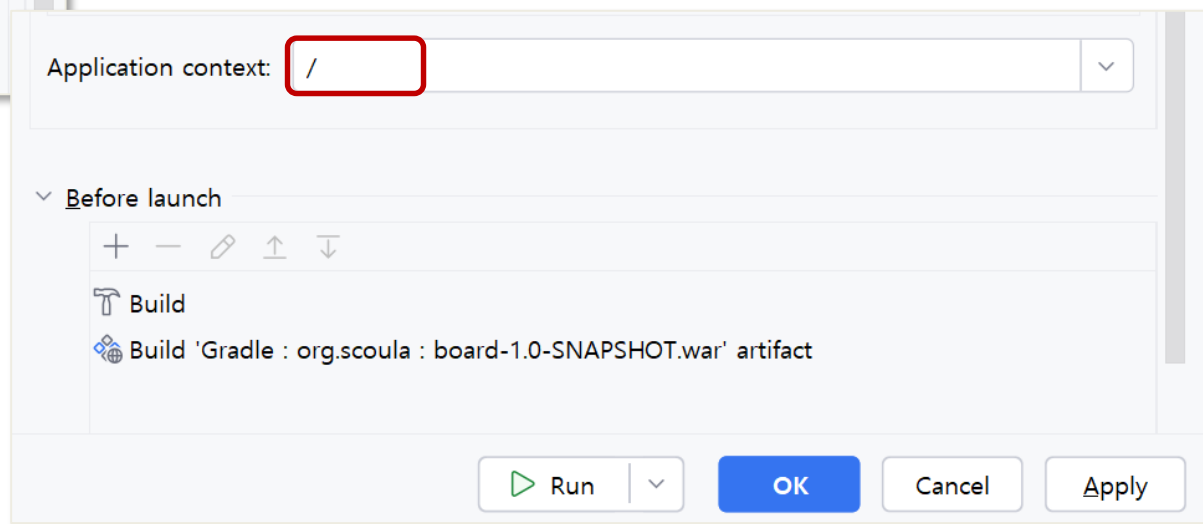 Application context: /
Before launch
Build
Build 'Gradle : org.scoula : board-1.0-SNAPSHOT.war' artifact
Run OK Cancel Apply